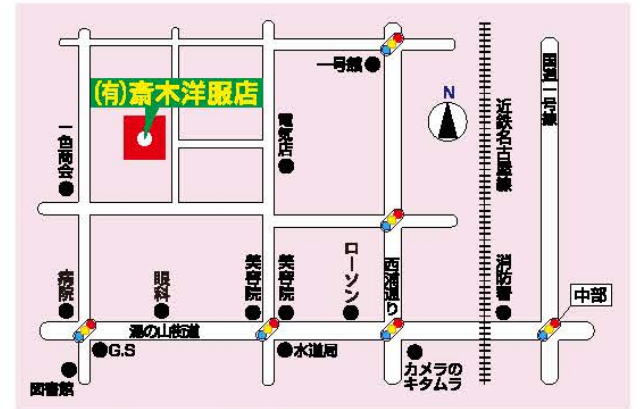 一号館
(有)斎木洋服店
N
国道一号線
近鉄名古屋線
電気店
一色商会
病院
眼科
美容院
美容院
ローソン
西浦通り
消防署
中部
湯の山街道
G.S
水道局
カメラの
キタムラ
図書館